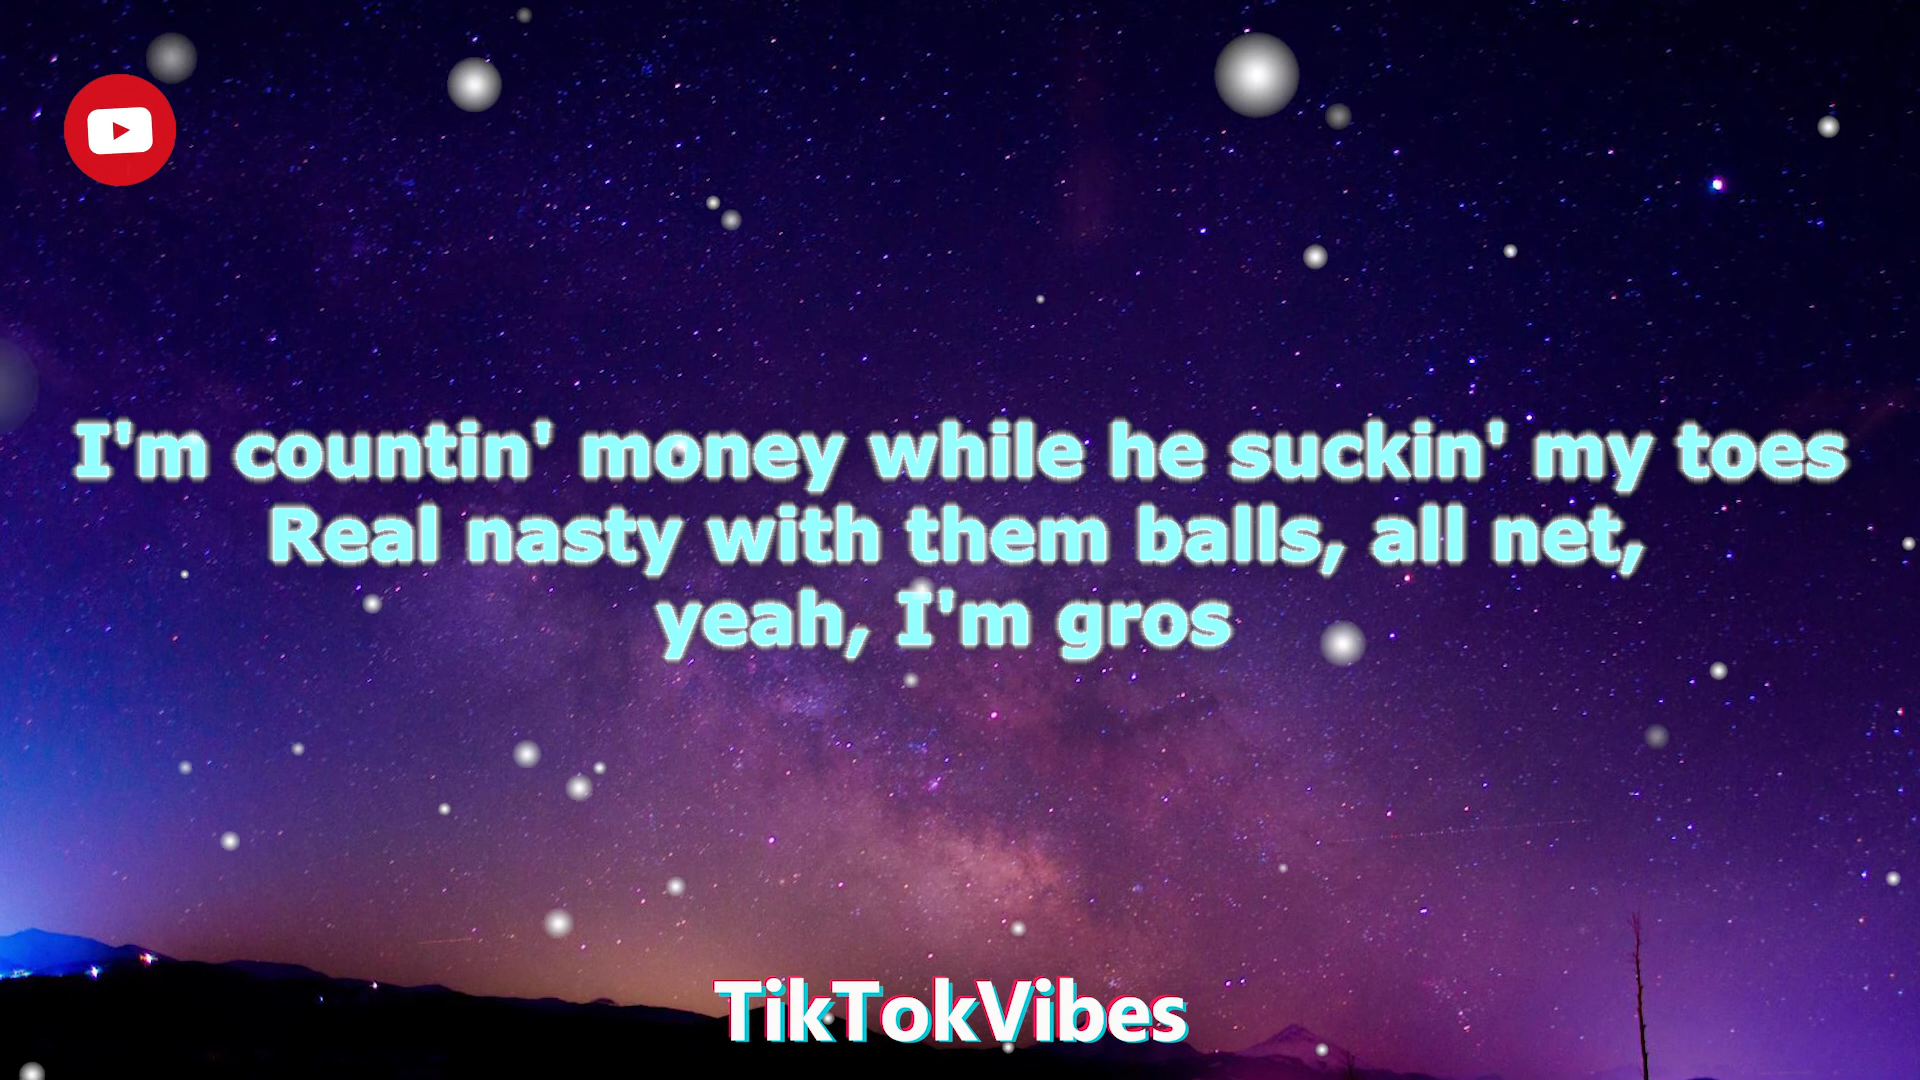 I'm countin' money while he suckin' my toes
Real nasty with them balls, all net,
yeah, I'm gros
TikTokVibes